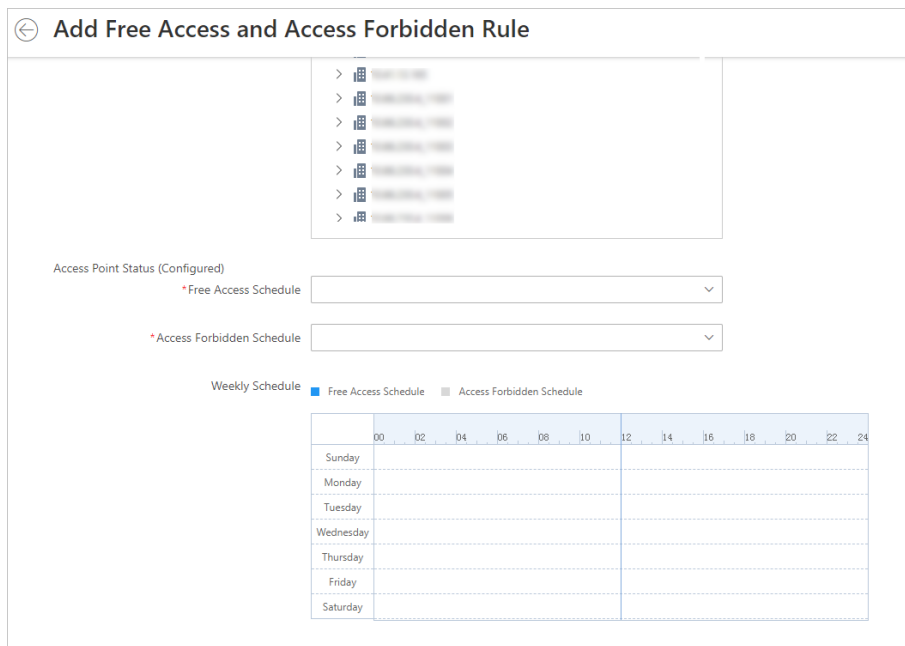 Add Free Access and Access Forbidden Rule
Access Point Status (Configured)
*Free Access Schedule
*Access Forbidden Schedule
Weekly Schedule
Free Access Schedule Access Forbidden Schedule
00 02 04 06 08 10 12 14 16 18 20 22 24
Sunday
Monday
Tuesday
Wednesday
Thursday
Friday
Saturday